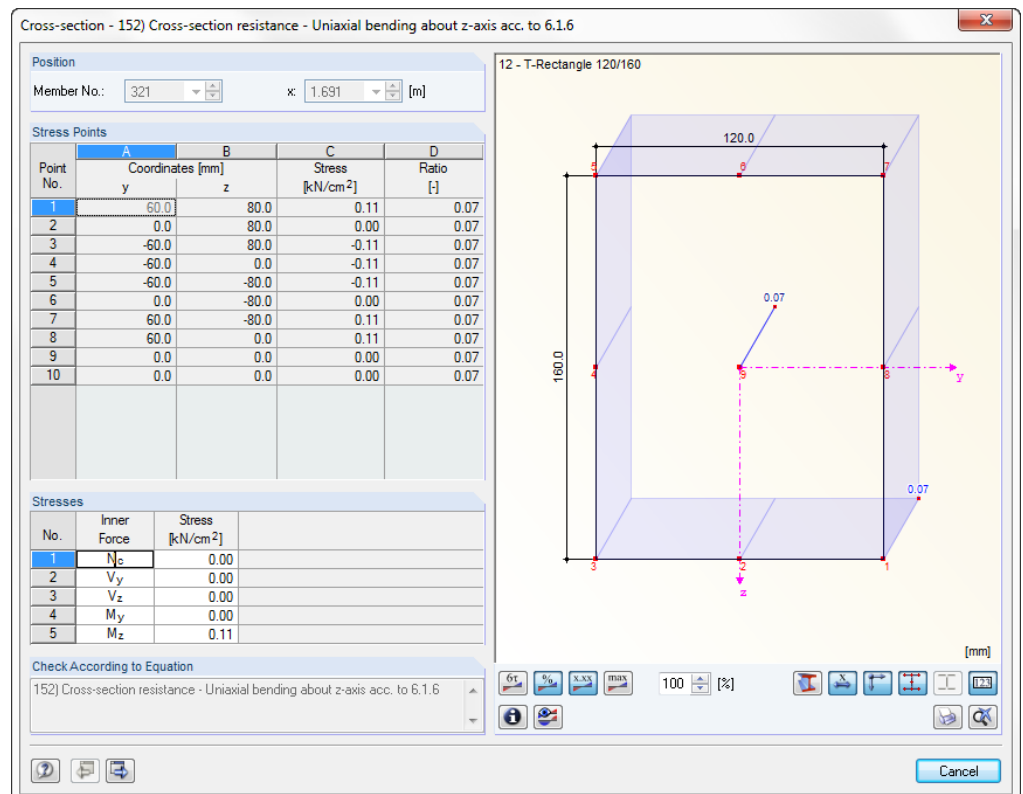 Cross-section - 152) Cross-section resistance - Uniaxial bending about z-axis acc. to 6.1.6
Position
Member No.: 321 x: 1.691 [m]
Stress Points
A B C D
Point Coordinates [mm] Stress Ratio
No. y z [kN/cm²] [-]
1 60.0 80.0 0.11 0.07
2 0.0 80.0 0.00 0.07
3 -60.0 80.0 -0.11 0.07
4 -60.0 0.0 -0.11 0.07
5 -60.0 -80.0 -0.11 0.07
6 0.0 -80.0 0.00 0.07
7 60.0 -80.0 0.11 0.07
8 60.0 0.0 0.11 0.07
9 0.0 0.0 0.00 0.07
10 0.0 0.0 0.00 0.07
Stresses
Inner Stress
No. Force [kN/cm²]
1 Nc 0.00
2 Vy 0.00
3 Vz 0.00
4 My 0.00
5 Mz 0.11
Check According to Equation
152) Cross-section resistance - Uniaxial bending about z-axis acc. to 6.1.6
12 - T-Rectangle 120/160
120.0
5 6 7
0.07
160.0
4 9 8
y
0.07
3 2 1
z
[mm]
6τ % x.xx max 100 [%] X 123
Cancel